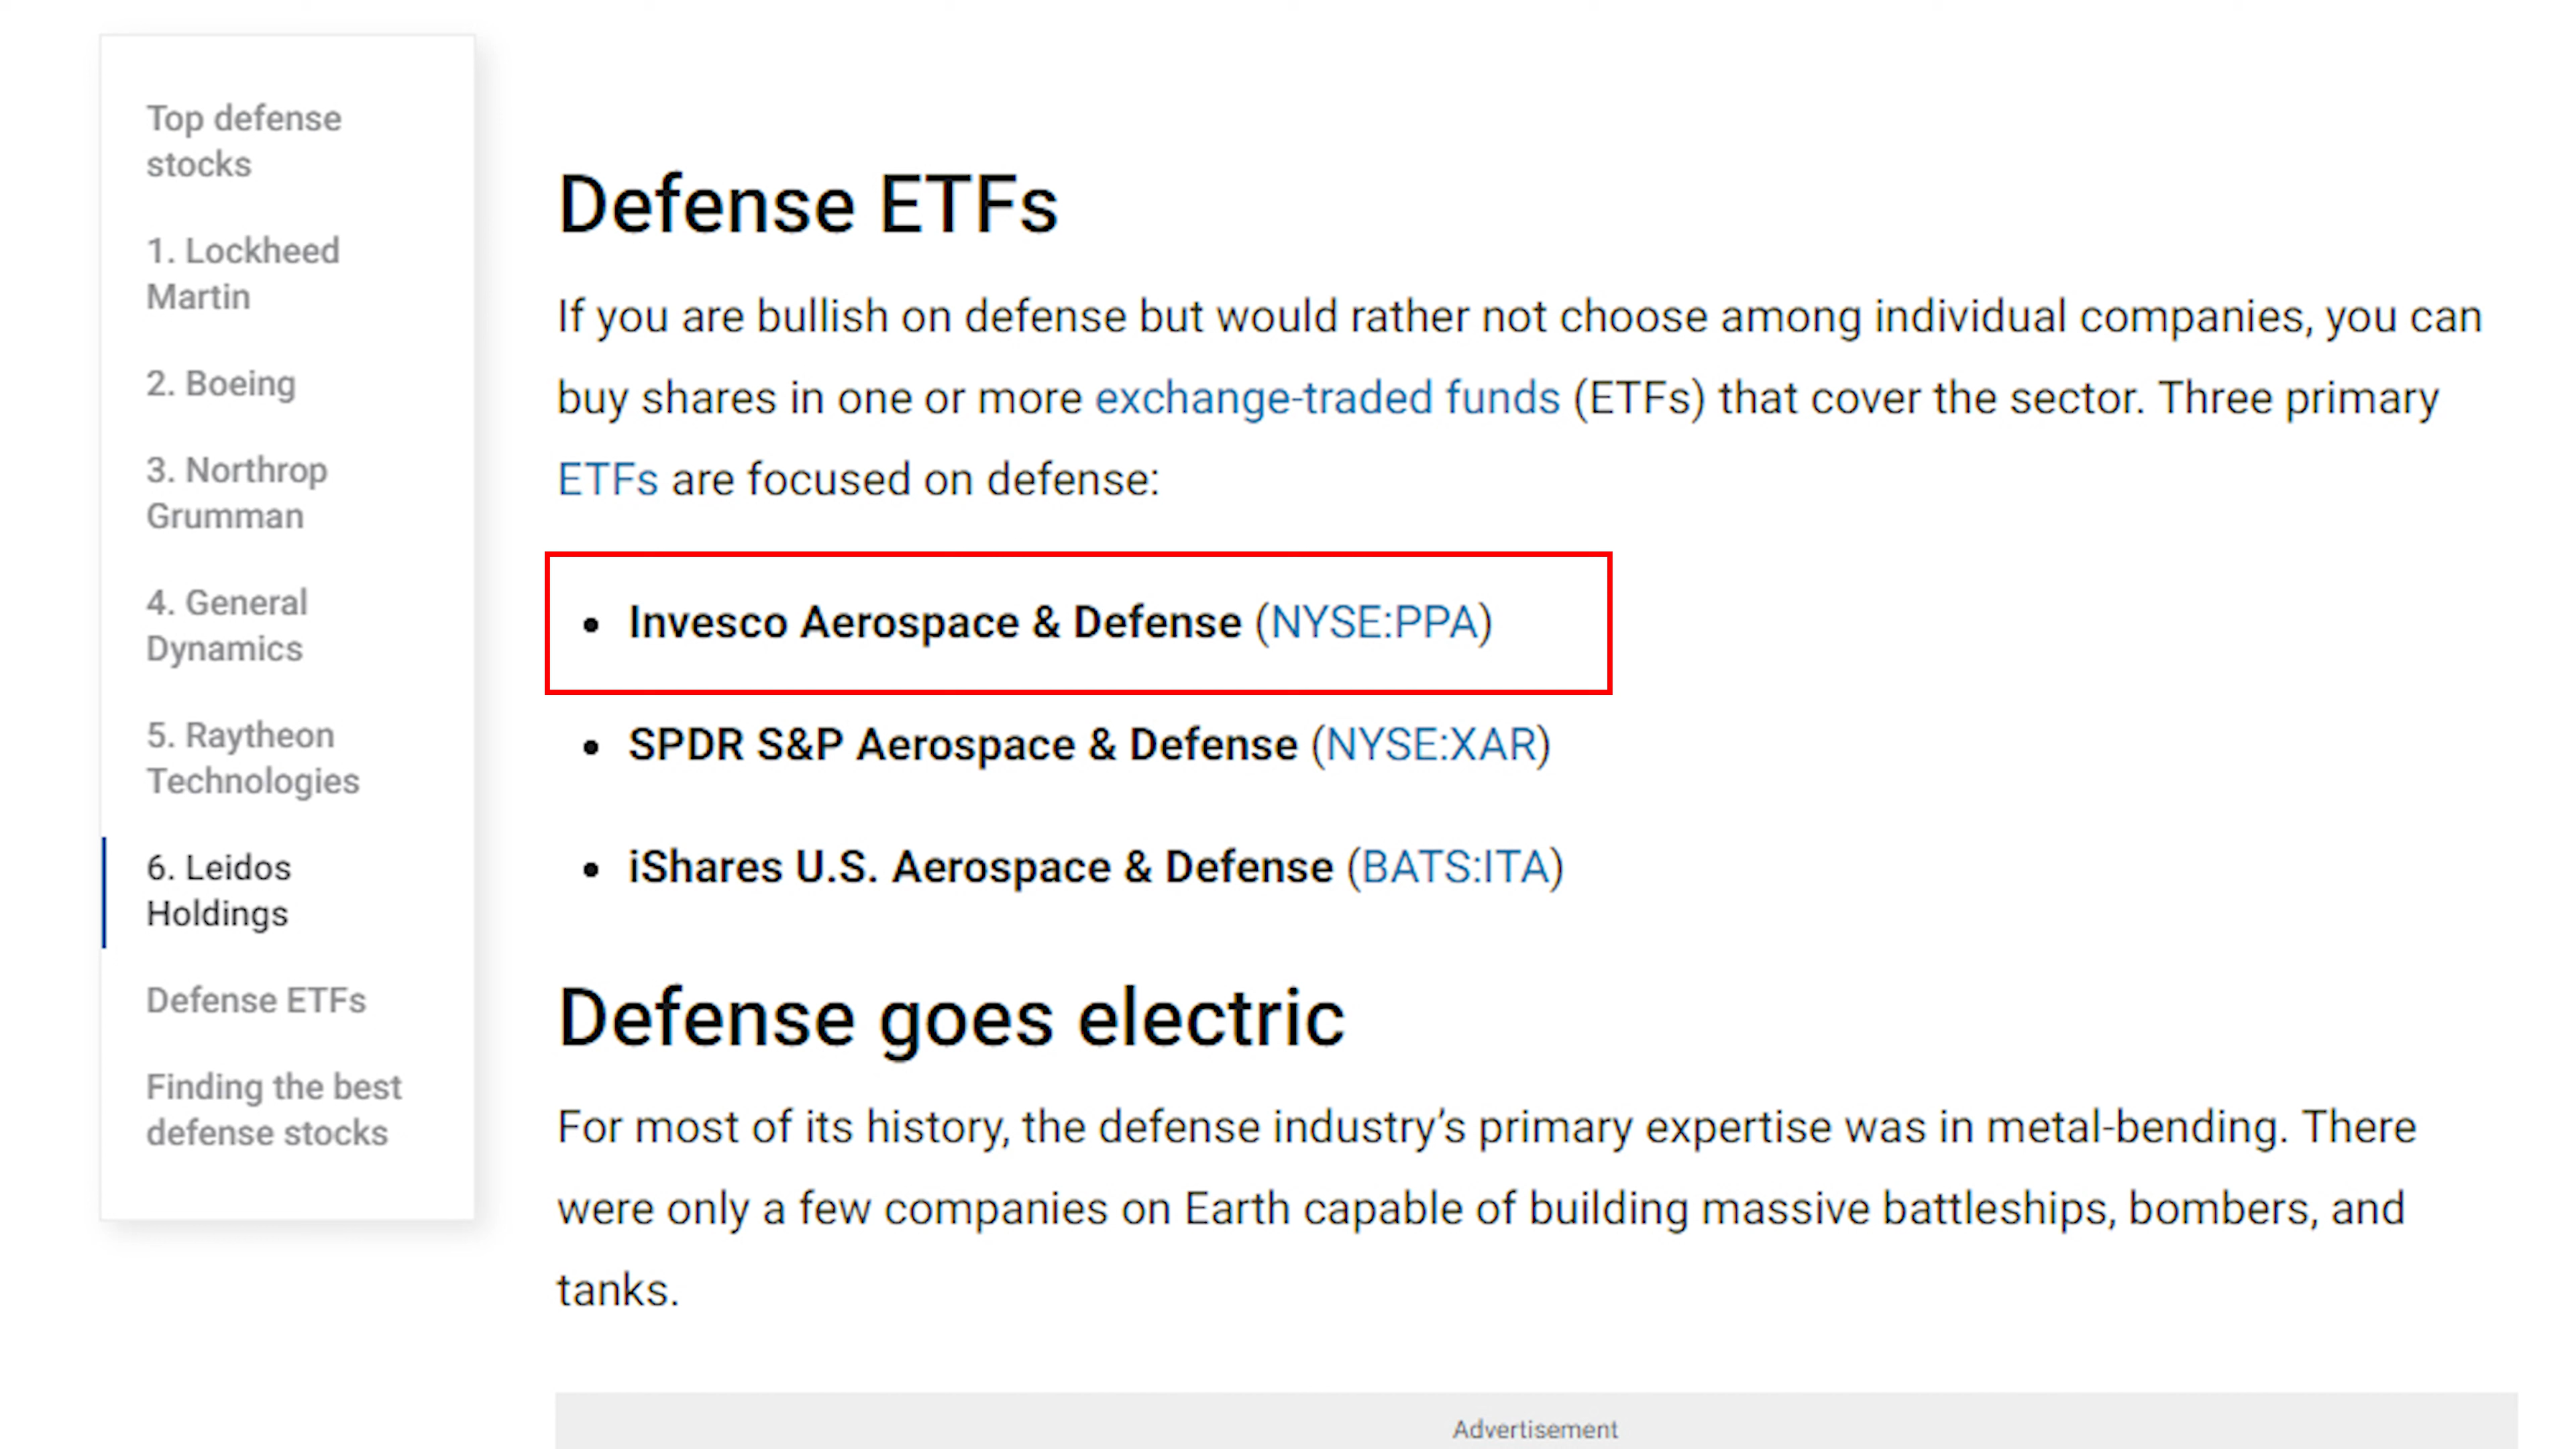 Top defense
stocks
1. Lockheed
Martin
2. Boeing
3. Northrop
Grumman
4. General
Dynamics
5. Raytheon
Technologies
6. Leidos
Holdings
Defense ETFs
Finding the best
defense stocks
Defense ETFs
If you are bullish on defense but would rather not choose among individual companies, you can
buy shares in one or more exchange-traded funds (ETFs) that cover the sector. Three primary
ETFs are focused on defense:
• Invesco Aerospace & Defense (NYSE:PPA)
• SPDR S&P Aerospace & Defense (NYSE:XAR)
• iShares U.S. Aerospace & Defense (BATS:ITA)
Defense goes electric
For most of its history, the defense industry’s primary expertise was in metal-bending. There
were only a few companies on Earth capable of building massive battleships, bombers, and
tanks.
Advertisement